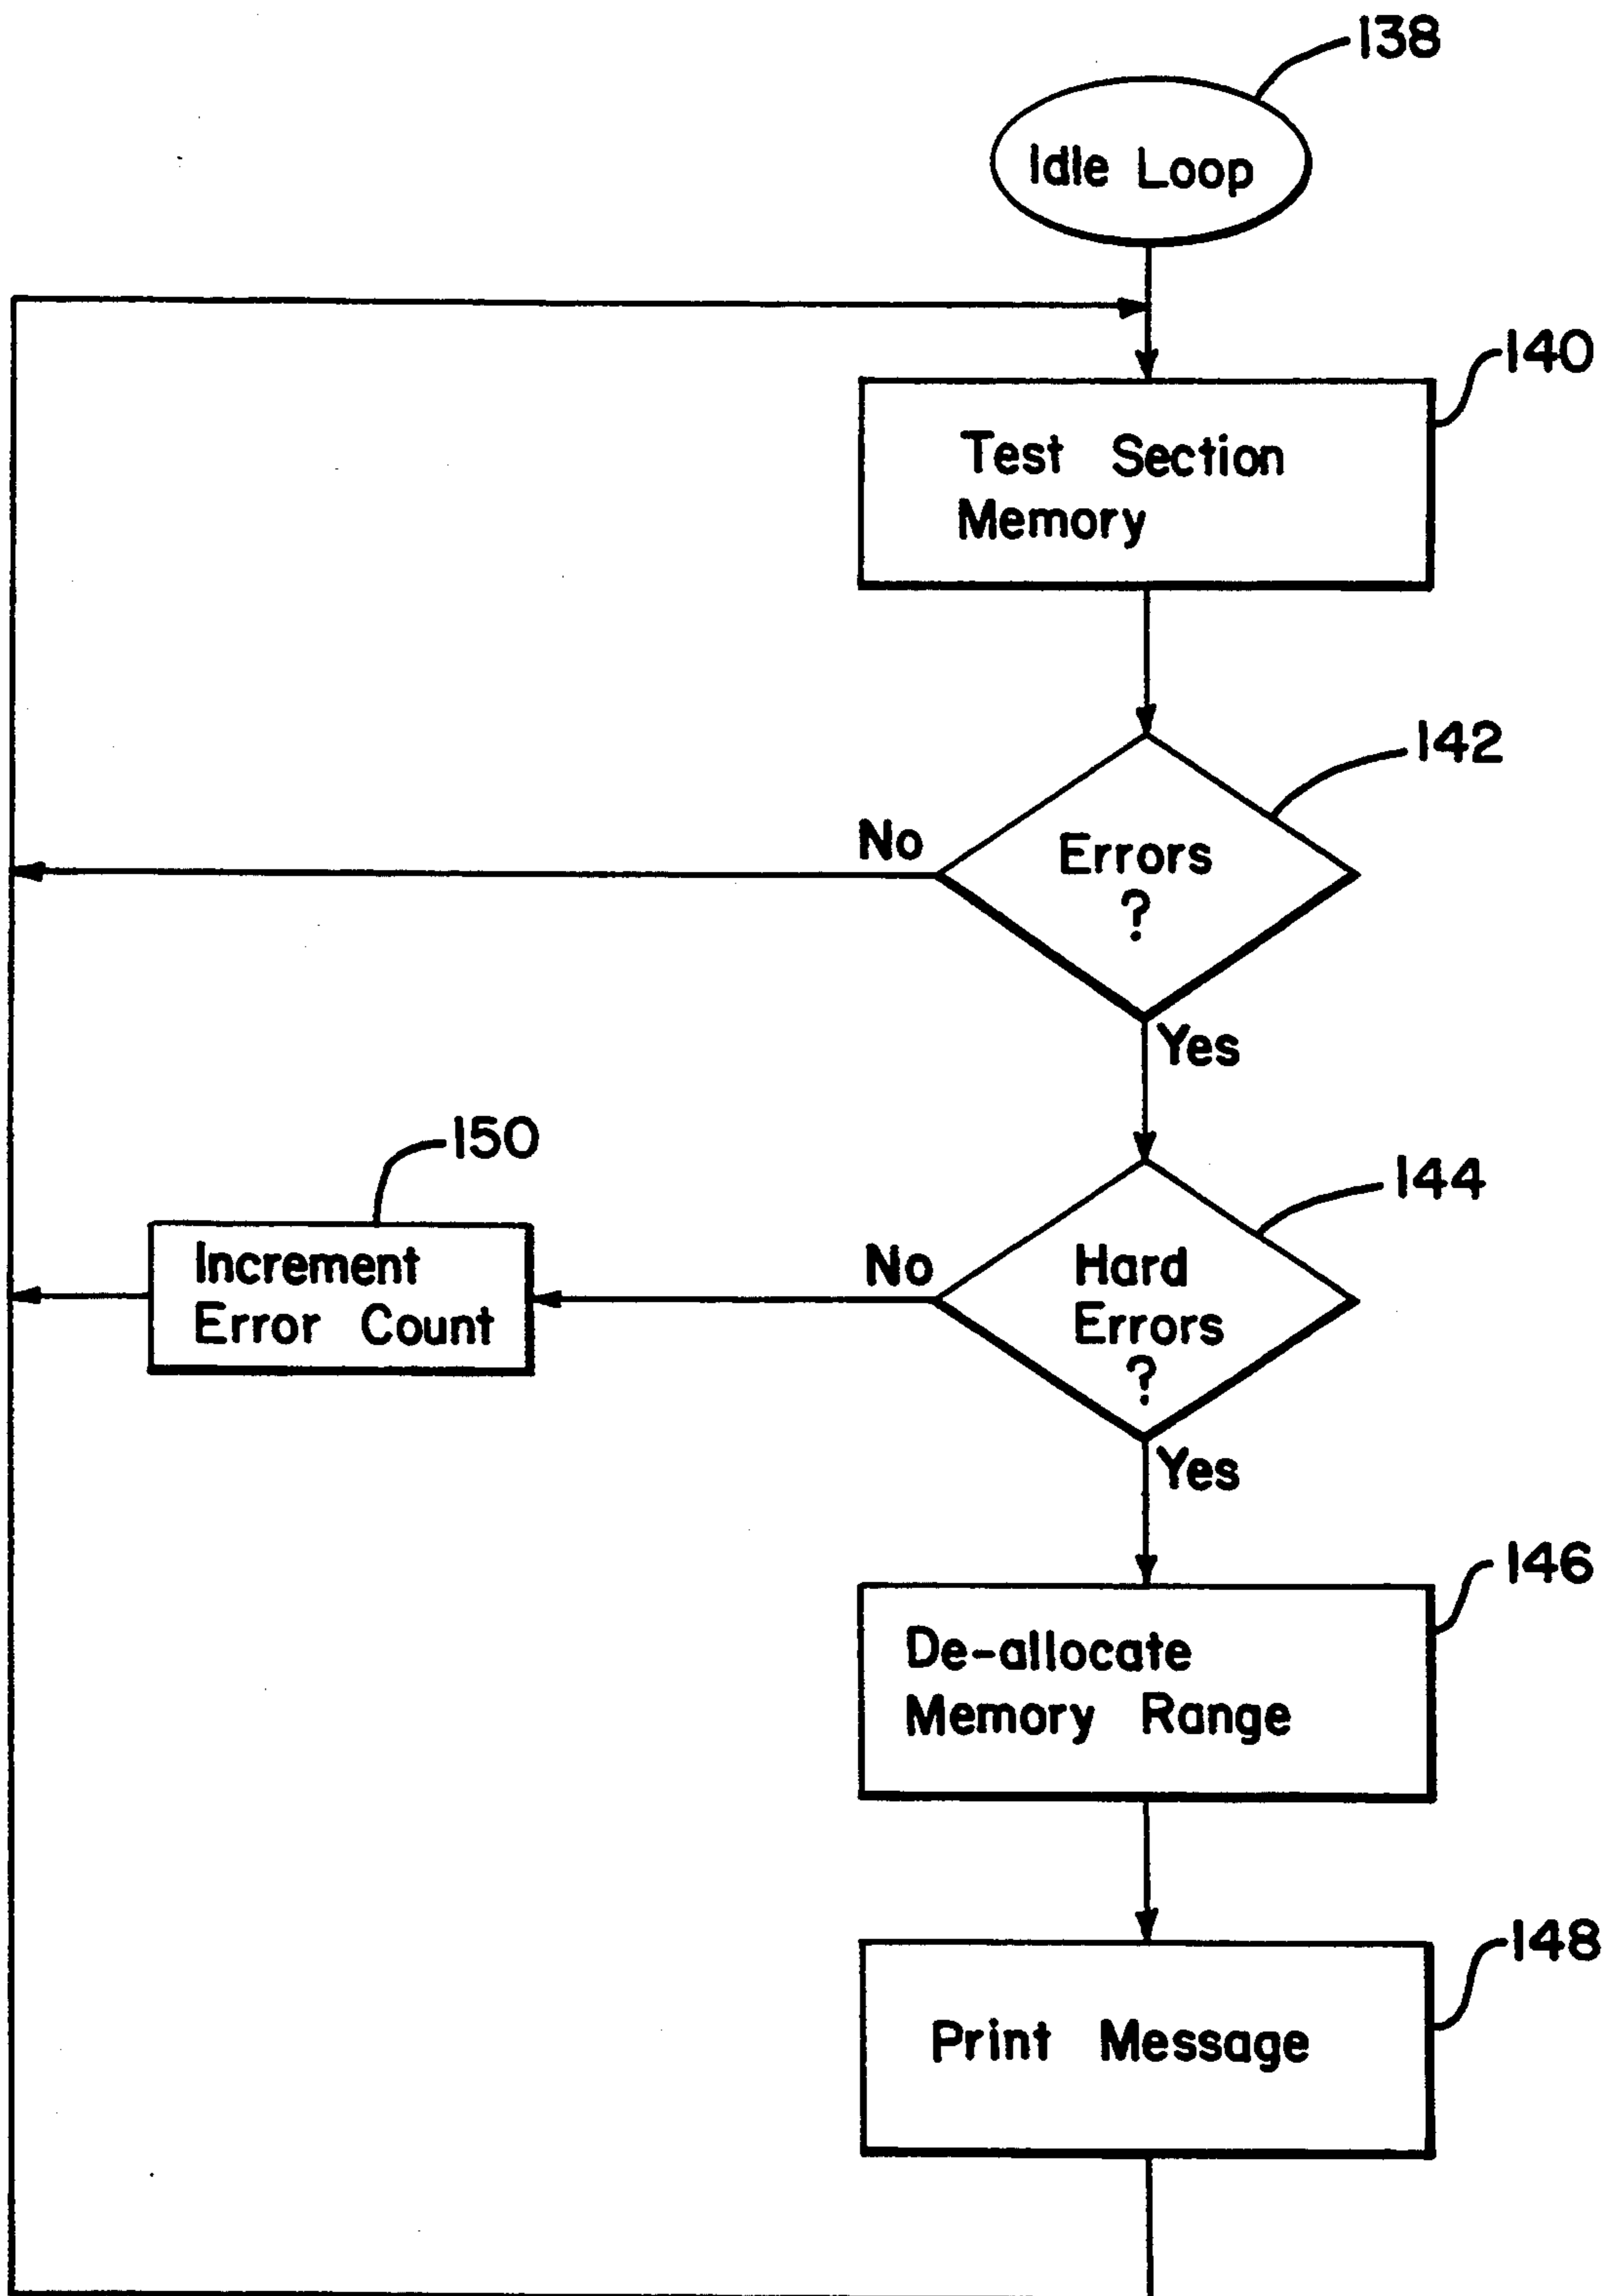 138
Idle Loop
140
Test Section
Memory
142
No
Errors
?
Yes
150
144
Increment
Error Count
No
Hard
Errors
?
Yes
146
De-allocate
Memory Range
148
Print Message